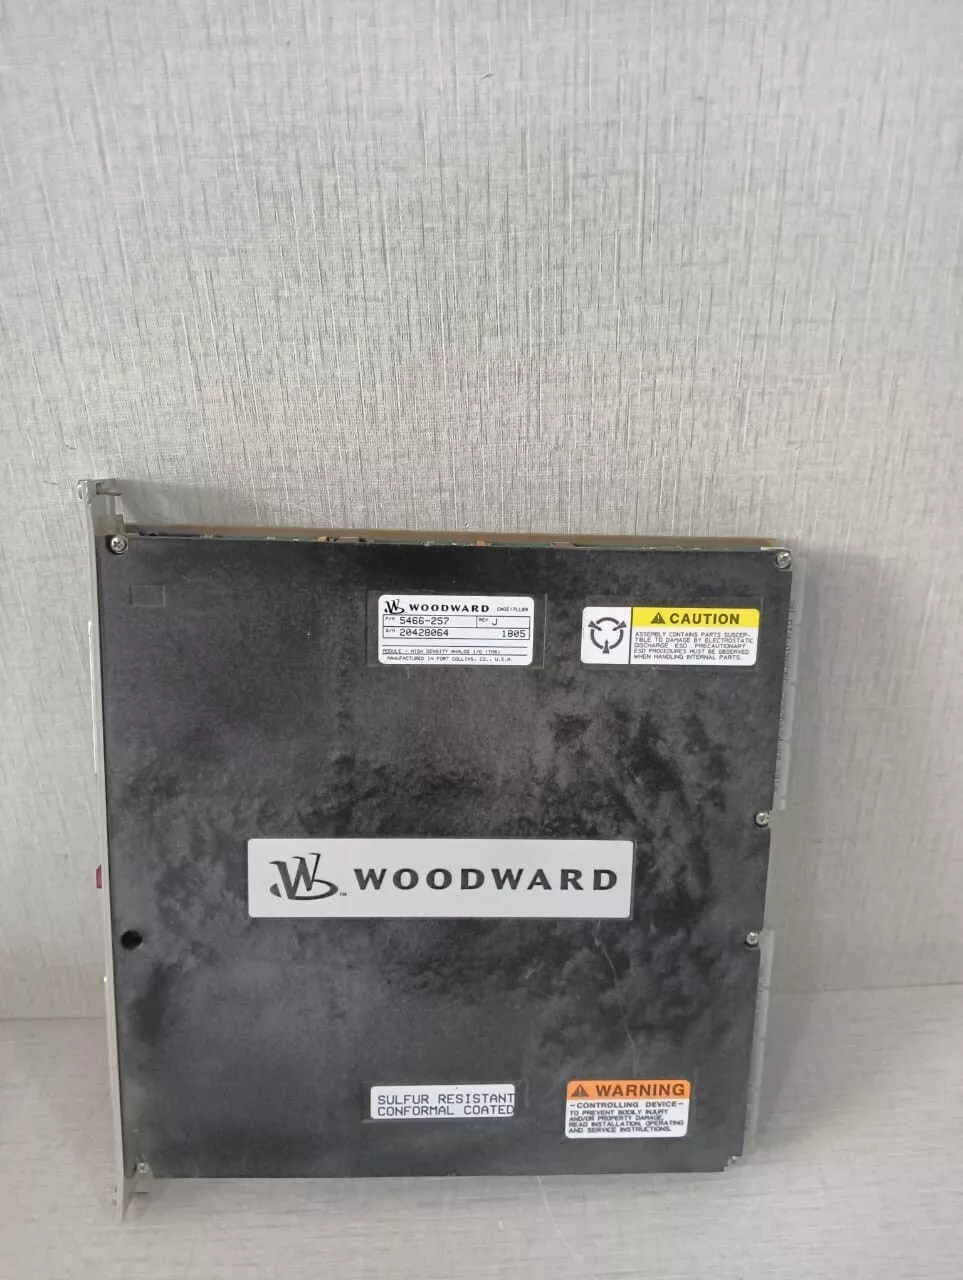 WOODWARD
P/N 5466-257 REV J
S/N 20428064 1805
MODULE - HIGH DENSITY ANALOG I/O (TMR)
MANUFACTURED IN FORT COLLINS, CO., U.S.A.
CAUTION
ASSEMBLY CONTAINS PARTS SUSCEP-
TIBLE TO DAMAGE BY ELECTROSTATIC
DISCHARGE ESD. PRECAUTIONARY
ESD PROCEDURES MUST BE OBSERVED
WHEN HANDLING INTERNAL PARTS.
WOODWARD
TM
SULFUR RESISTANT
CONFORMAL COATED
WARNING
-CONTROLLING DEVICE-
TO PREVENT BODILY INJURY
AND/OR PROPERTY DAMAGE,
READ INSTALLATION, OPERATING
AND SERVICE INSTRUCTIONS.